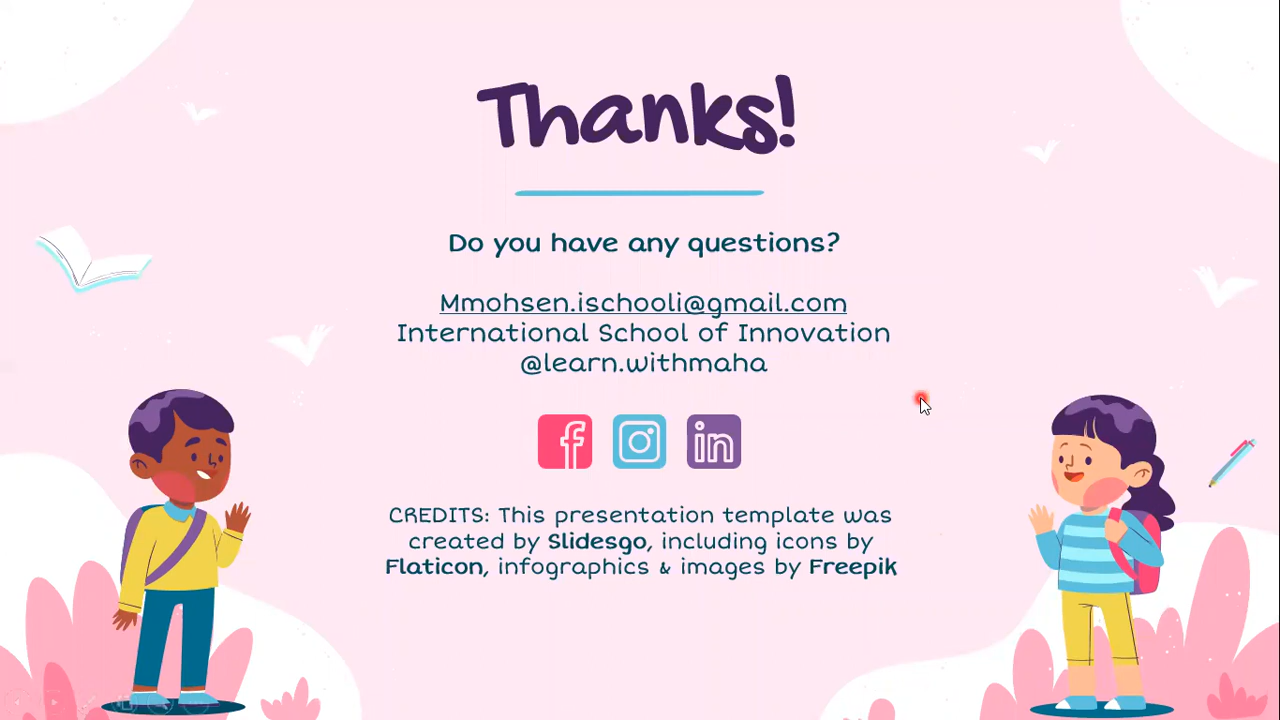 Thanks!
Do you have any questions?
Mmohsen.ischooli@gmail.com
International School of Innovation
@learn.withmaha
CREDITS: This presentation template was
created by Slidesgo, including icons by
Flaticon, infographics & images by Freepik